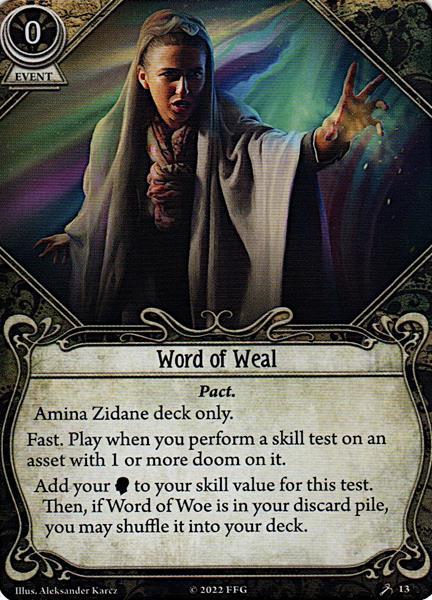 0
EVENT
Word of Weal
Pact.
Amina Zidane deck only.
Fast. Play when you perform a skill test on an
asset with 1 or more doom on it.
Add your to your skill value for this test.
Then, if Word of Woe is in your discard pile,
you may shuffle it into your deck.
Illus. Aleksander Karcz
© 2022 FFG
13